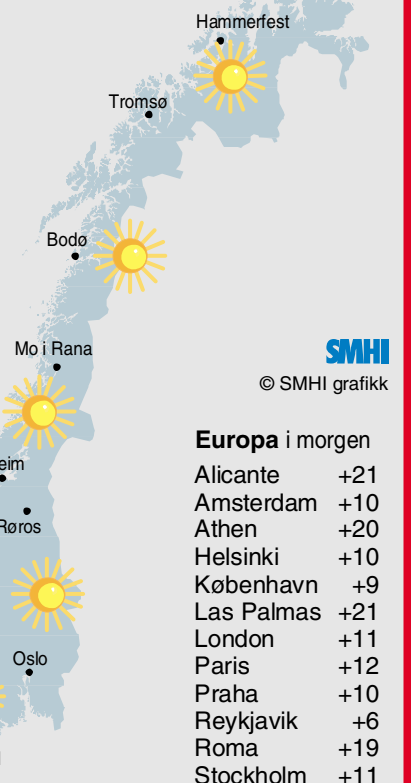 Hammerfest
Tromsø
Bodø
Mo i Rana
eim
Røros
Oslo
SMHI
© SMHI grafikk
Europa i morgen
Alicante +21
Amsterdam +10
Athen +20
Helsinki +10
København +9
Las Palmas +21
London +11
Paris +12
Praha +10
Reykjavik +6
Roma +19
Stockholm +11